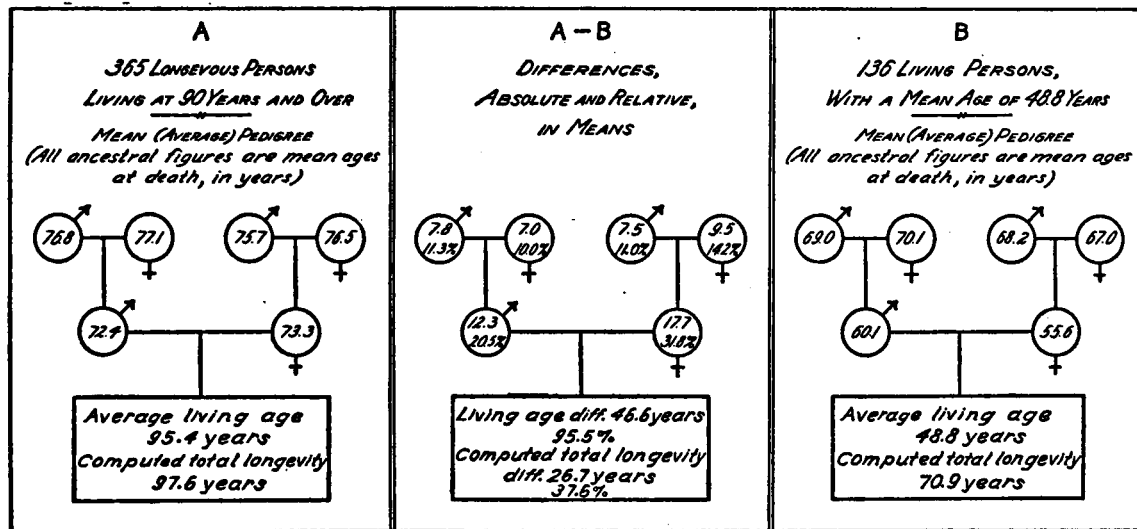 A
365 LONGEVOUS PERSONS
LIVING AT 90 YEARS AND OVER
MEAN (AVERAGE) PEDIGREE
(All ancestral figures are mean ages
at death, in years)
76.8 77.1 75.7 76.5
72.4 73.3
Average living age
95.4 years
Computed total longevity
97.6 years
A-B
DIFFERENCES,
ABSOLUTE AND RELATIVE,
IN MEANS
7.8 7.0 7.5 9.5
11.3% 10.0% 11.0% 14.2%
12.3 17.7
20.5% 31.8%
Living age diff. 46.6 years
95.5%
Computed total longevity
diff. 26.7 years
37.6%
B
136 LIVING PERSONS,
WITH A MEAN AGE OF 48.8 YEARS
MEAN (AVERAGE) PEDIGREE
(All ancestral figures are mean ages
at death, in years)
69.0 70.1 68.2 67.0
60.1 55.6
Average living age
48.8 years
Computed total longevity
70.9 years